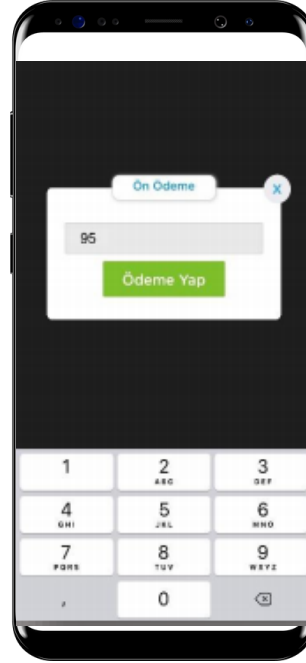 Ön Ödeme
X
95
Ödeme Yap
1 2 3
ABC DEF
4 5 6
GHI JKL MNO
7 8 9
PQRS TUV WXYZ
, 0